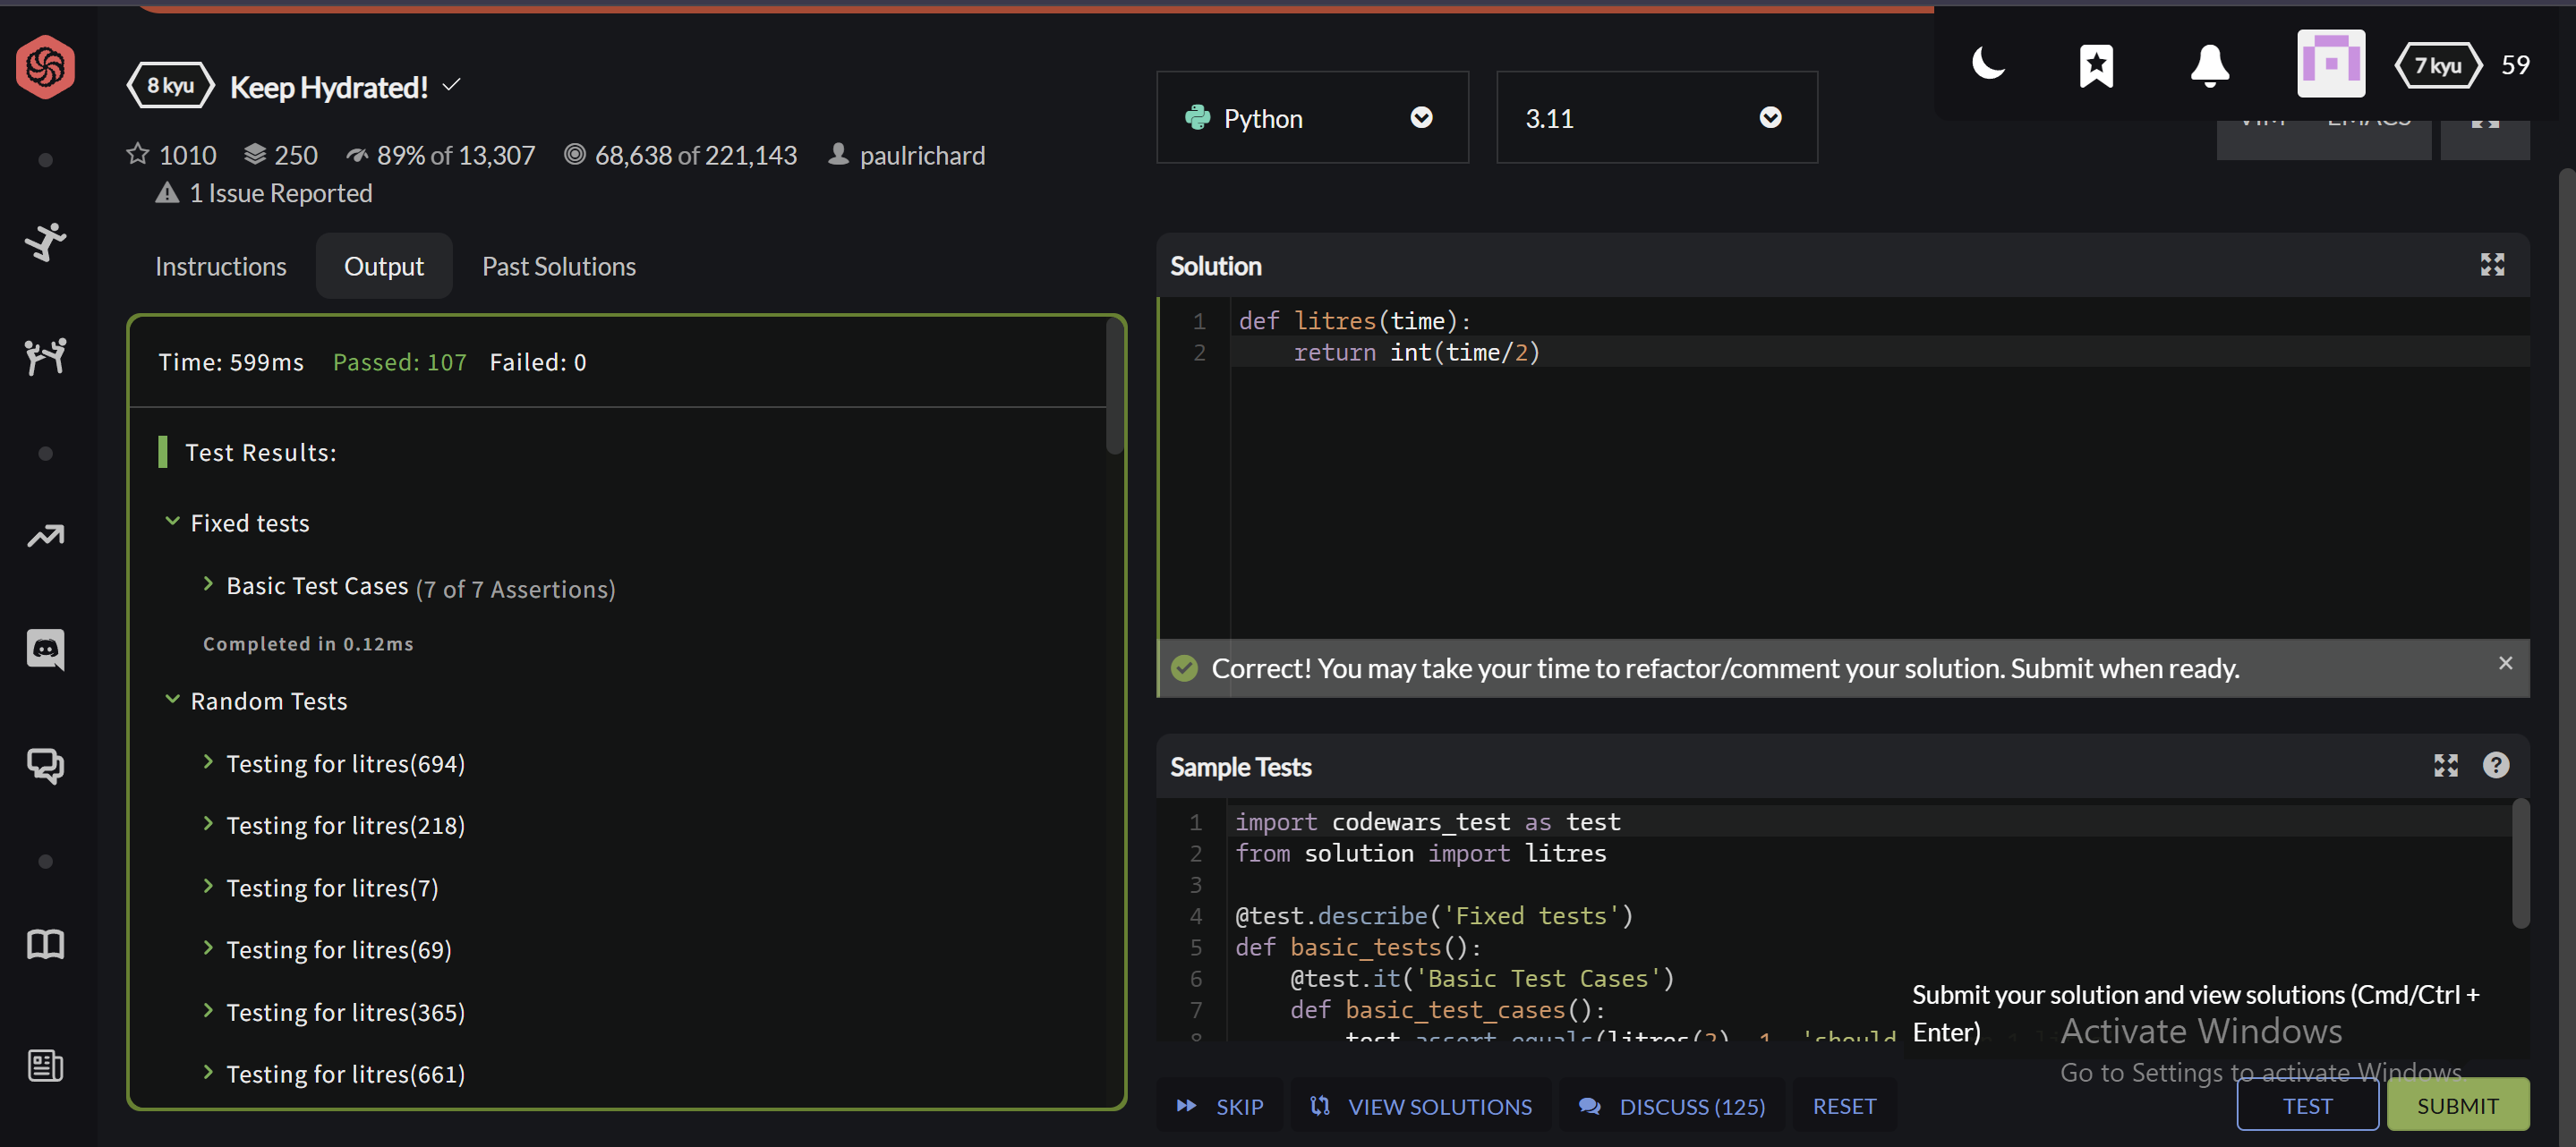 8 kyu Keep Hydrated!
1010 250 89% of 13,307 68,638 of 221,143 paulrichard
1 Issue Reported
Python 3.11
7 kyu 59
Instructions Output Past Solutions
Time: 599ms Passed: 107 Failed: 0
Test Results:
Fixed tests
Basic Test Cases (7 of 7 Assertions)
Completed in 0.12ms
Random Tests
Testing for litres(694)
Testing for litres(218)
Testing for litres(7)
Testing for litres(69)
Testing for litres(365)
Testing for litres(661)
Solution
1 def litres(time):
2 return int(time/2)
Correct! You may take your time to refactor/comment your solution. Submit when ready.
Sample Tests
1 import codewars_test as test
2 from solution import litres
3
4 @test.describe('Fixed tests')
5 def basic_tests():
6 @test.it('Basic Test Cases')
7 def basic_test_cases():
8 test.assert_equals(litres(2), 1, 'should
Submit your solution and view solutions (Cmd/Ctrl +
Enter)
Activate Windows
Go to Settings to activate Windows.
SKIP VIEW SOLUTIONS DISCUSS (125) RESET TEST SUBMIT